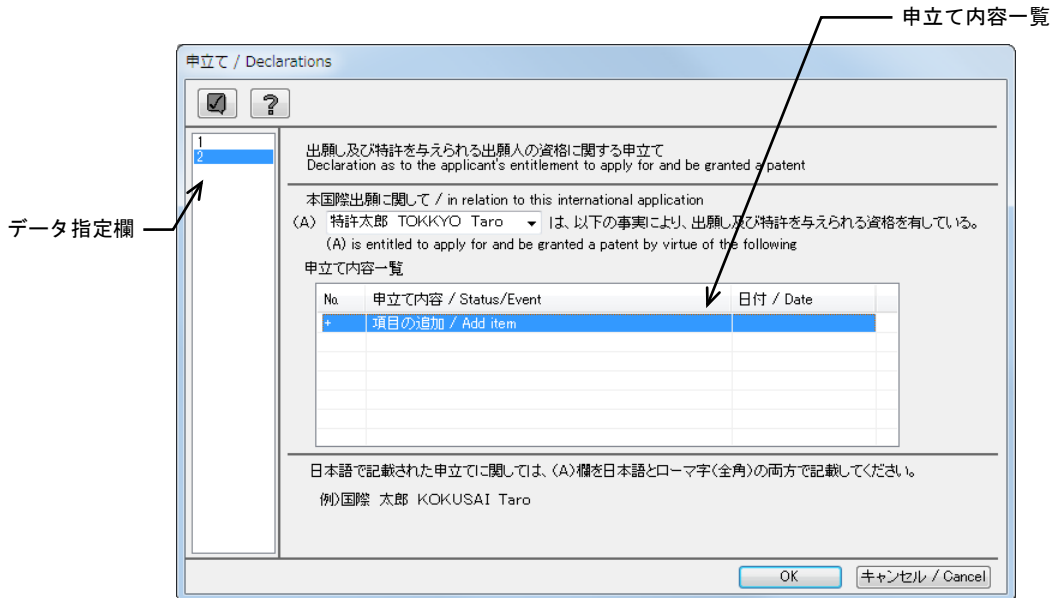 申立て内容一覧
申立て / Declarations
1
2
出願し及び特許を与えられる出願人の資格に関する申立て
Declaration as to the applicant's entitlement to apply for and be granted a patent
データ指定欄
本国際出願に関して / in relation to this international application
(A) 特許太郎 TOKKYO Taro は、以下の事実により、出願し及び特許を与えられる資格を有している。
(A) is entitled to apply for and be granted a patent by virtue of the following
申立て内容一覧
No. 申立て内容 / Status/Event 日付 / Date
+ 項目の追加 / Add item
日本語で記載された申立てに関しては、(A)欄を日本語とローマ字(全角)の両方で記載してください。
例)国際 太郎 KOKUSAI Taro
OK キャンセル / Cancel